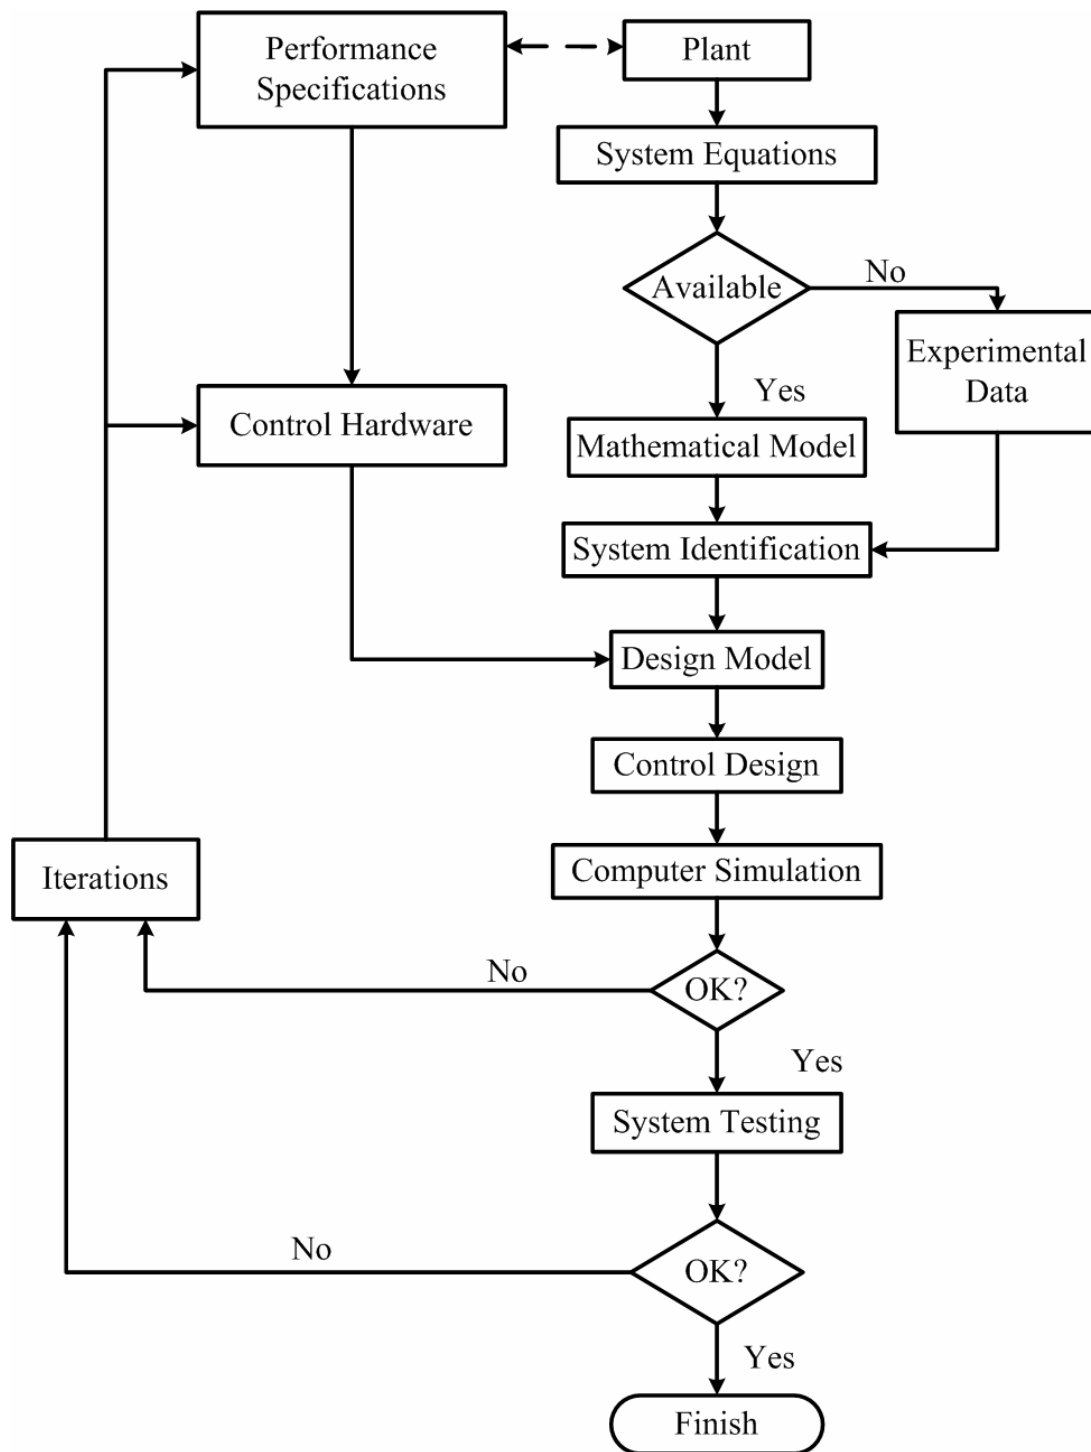 Performance
Specifications
Plant
System Equations
Available
No
Experimental
Data
Yes
Control Hardware
Mathematical Model
System Identification
Design Model
Control Design
Computer Simulation
Iterations
No
OK?
Yes
System Testing
No
OK?
Yes
Finish